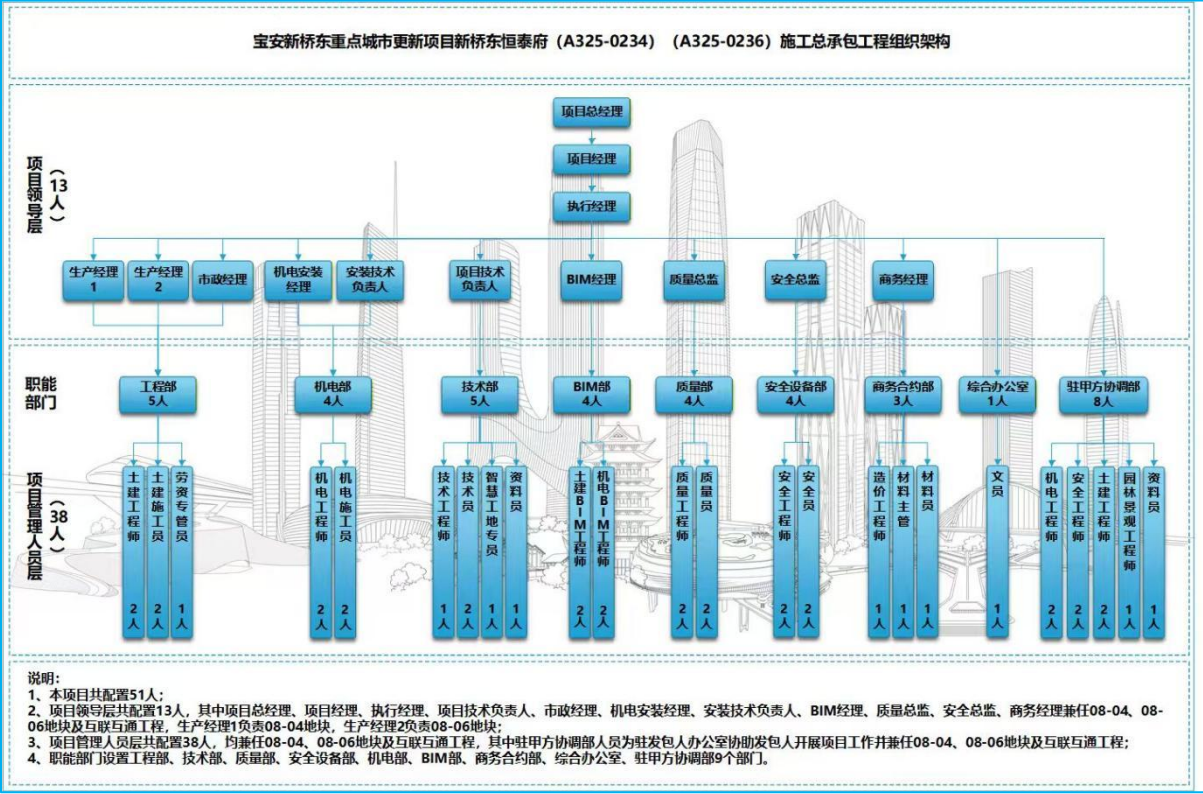 宝安新桥东重点城市更新项目新桥东恒泰府（A325-0234）（A325-0236）施工总承包工程组织架构
项目领导层（13人）
项目总经理
项目经理
执行经理
生产经理
1
生产经理
2
市政经理
机电安装
经理
安装技术
负责人
项目技术
负责人
BIM经理
质量总监
安全总监
商务经理
职能
部门
工程部
5人
机电部
4人
技术部
5人
BIM部
4人
质量部
4人
安全设备部
4人
商务合约部
3人
综合办公室
1人
驻甲方协调部
8人
项目管理人员层（38人）
土建工程师 2人
土建施工员 2人
劳资专管员 1人
机电工程师 2人
机电施工员 2人
技术工程师 1人
技术员 2人
智慧工地专员 1人
资料员 1人
土建BIM工程师 2人
机电BIM工程师 2人
质量工程师 2人
质量员 2人
安全工程师 2人
安全员 2人
造价工程师 1人
材料主管 1人
材料员 1人
文员 1人
机电工程师 2人
安全工程师 2人
土建工程师 2人
园林景观工程师 1人
资料员 1人
说明：
1、本项目共配置51人；
2、项目领导层共配置13人，其中项目总经理、项目经理、执行经理、项目技术负责人、市政经理、机电安装经理、安装技术负责人、BIM经理、质量总监、安全总监、商务经理兼任08-04、08-
06地块及互联互通工程，生产经理1负责08-04地块，生产经理2负责08-06地块；
3、项目管理人员层共配置38人，均兼任08-04、08-06地块及互联互通工程，其中驻甲方协调部人员为驻发包人办公室协助发包人开展项目工作并兼任08-04、08-06地块及互联互通工程；
4、职能部门设置工程部、技术部、质量部、安全设备部、机电部、BIM部、商务合约部、综合办公室、驻甲方协调部9个部门。